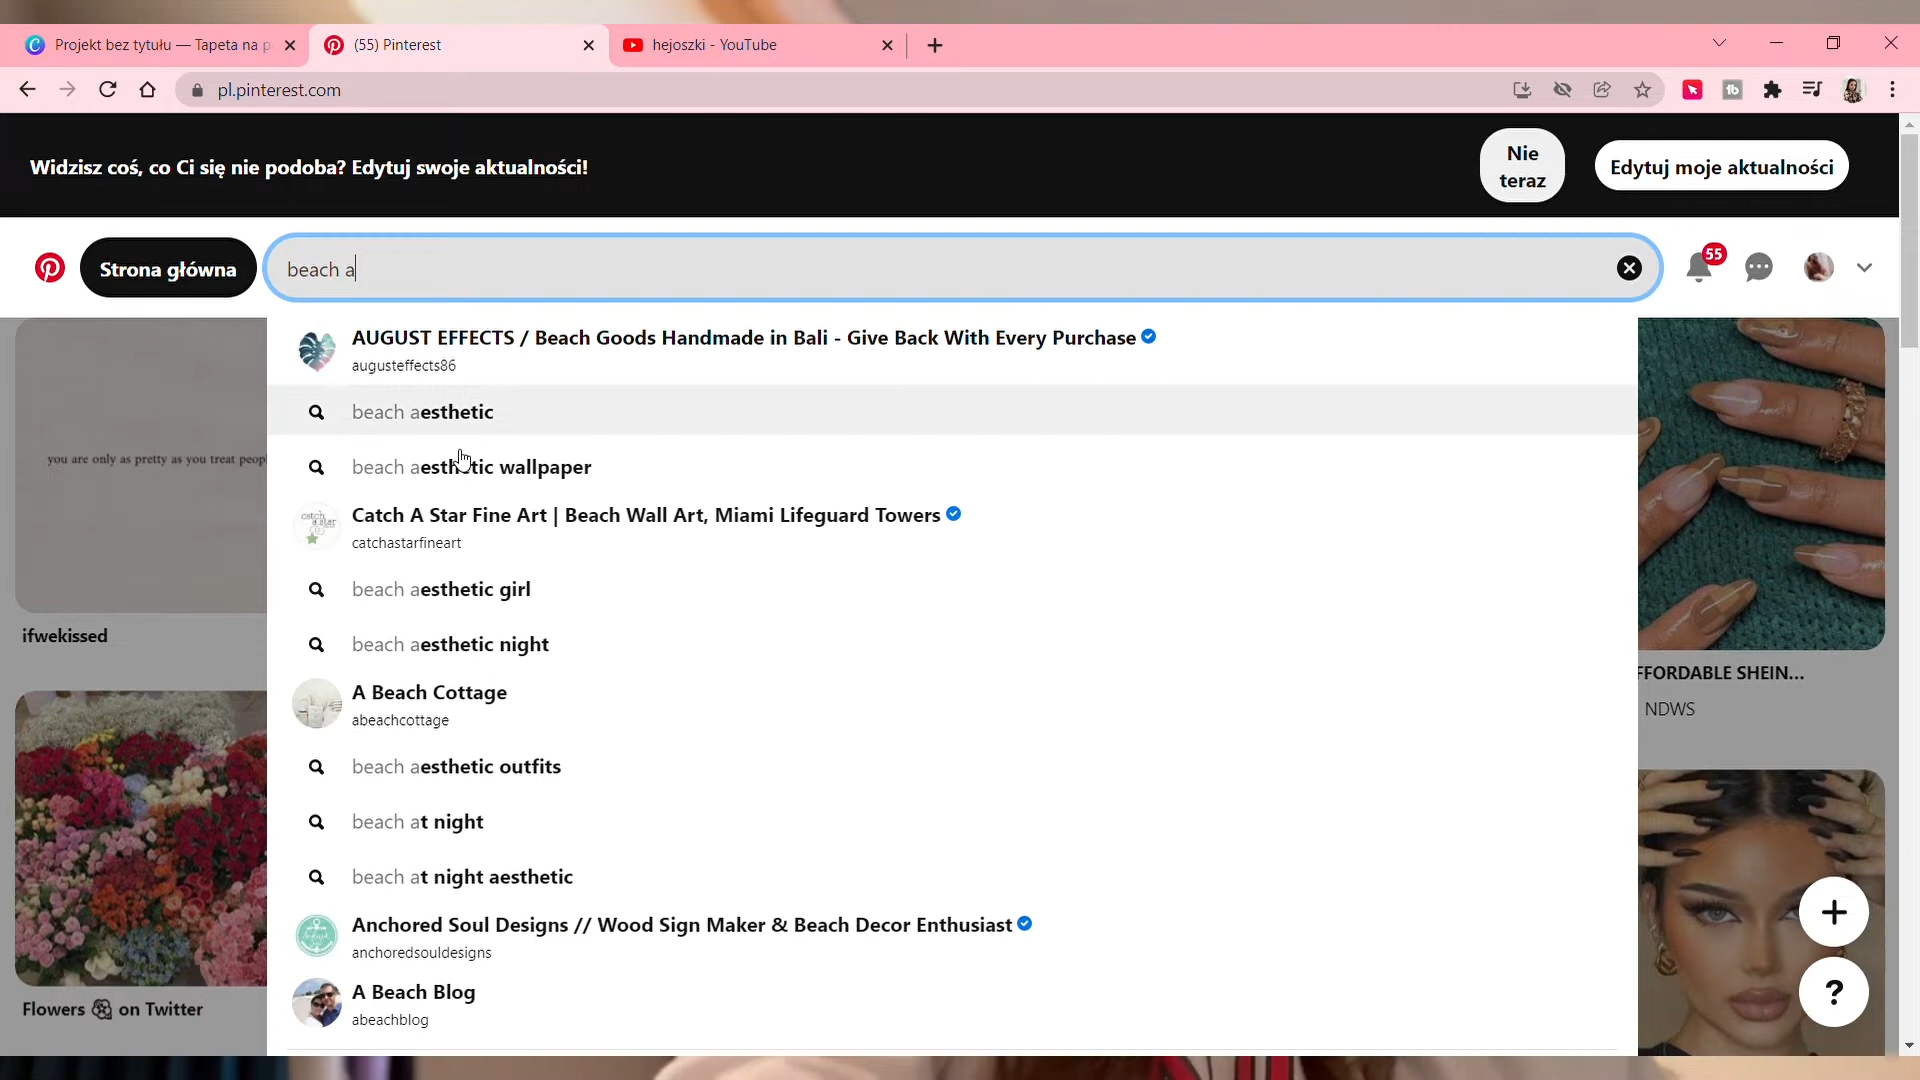 Projekt bez tytułu — Tapeta na p
(55) Pinterest
hejoszki - YouTube
pl.pinterest.com
Widzisz coś, co Ci się nie podoba? Edytuj swoje aktualności!
Nie
teraz
Edytuj moje aktualności
Strona główna
beach a
55
AUGUST EFFECTS / Beach Goods Handmade in Bali - Give Back With Every Purchase
augusteffects86
beach aesthetic
beach aesthetic wallpaper
catch
a star
Catch A Star Fine Art | Beach Wall Art, Miami Lifeguard Towers
catchastarfineart
beach aesthetic girl
beach aesthetic night
A Beach Cottage
abeachcottage
beach aesthetic outfits
beach at night
beach at night aesthetic
Anchored Soul Designs // Wood Sign Maker & Beach Decor Enthusiast
anchoredsouldesigns
A Beach Blog
abeachblog
you are only as pretty as you treat peopl
ifwekissed
Flowers 🌼 on Twitter
FFORDABLE SHEIN...
NDWS
?